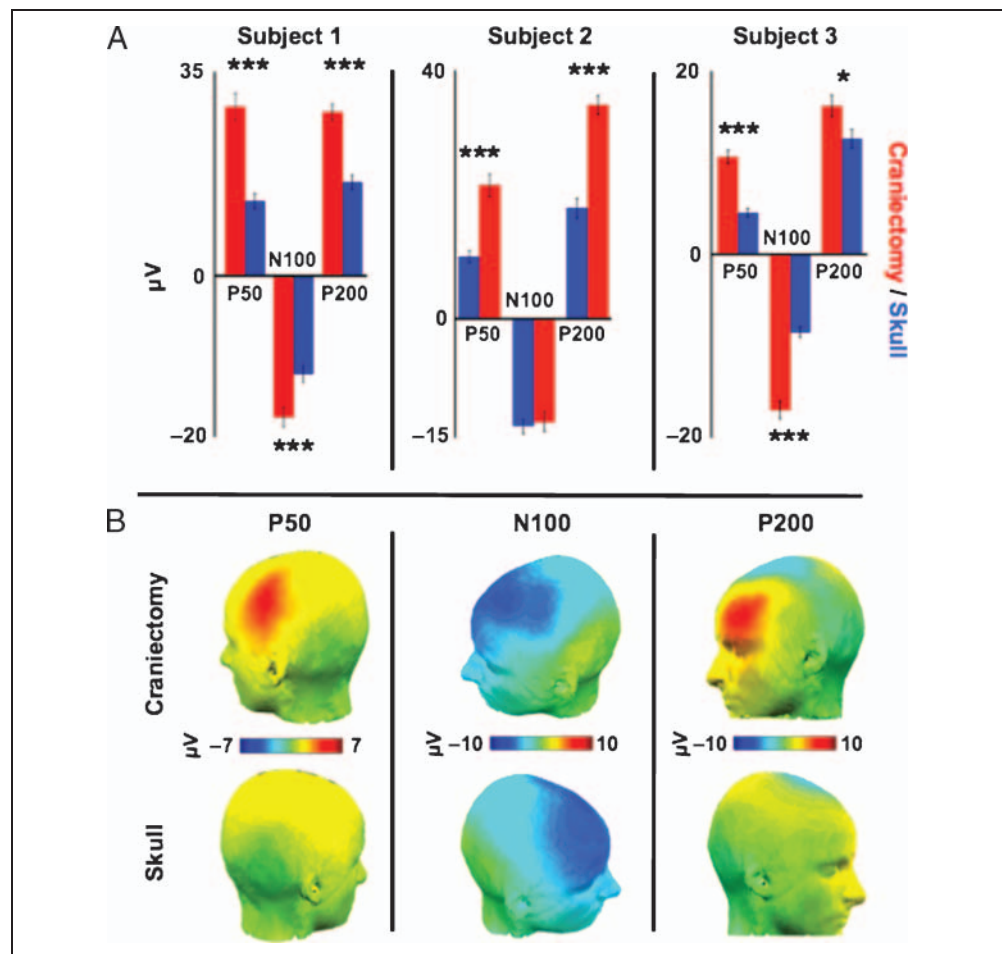 A
Subject 1
Subject 2
Subject 3
35
***
***
0
−20
µV
P50
N100
P200
***
40
***
***
0
−15
P50
N100
P200
20
***
*
0
−20
P50
N100
P200
***
Craniectomy / Skull
B
P50
N100
P200
Craniectomy
µV −7 7
µV −10 10
µV −10 10
Skull